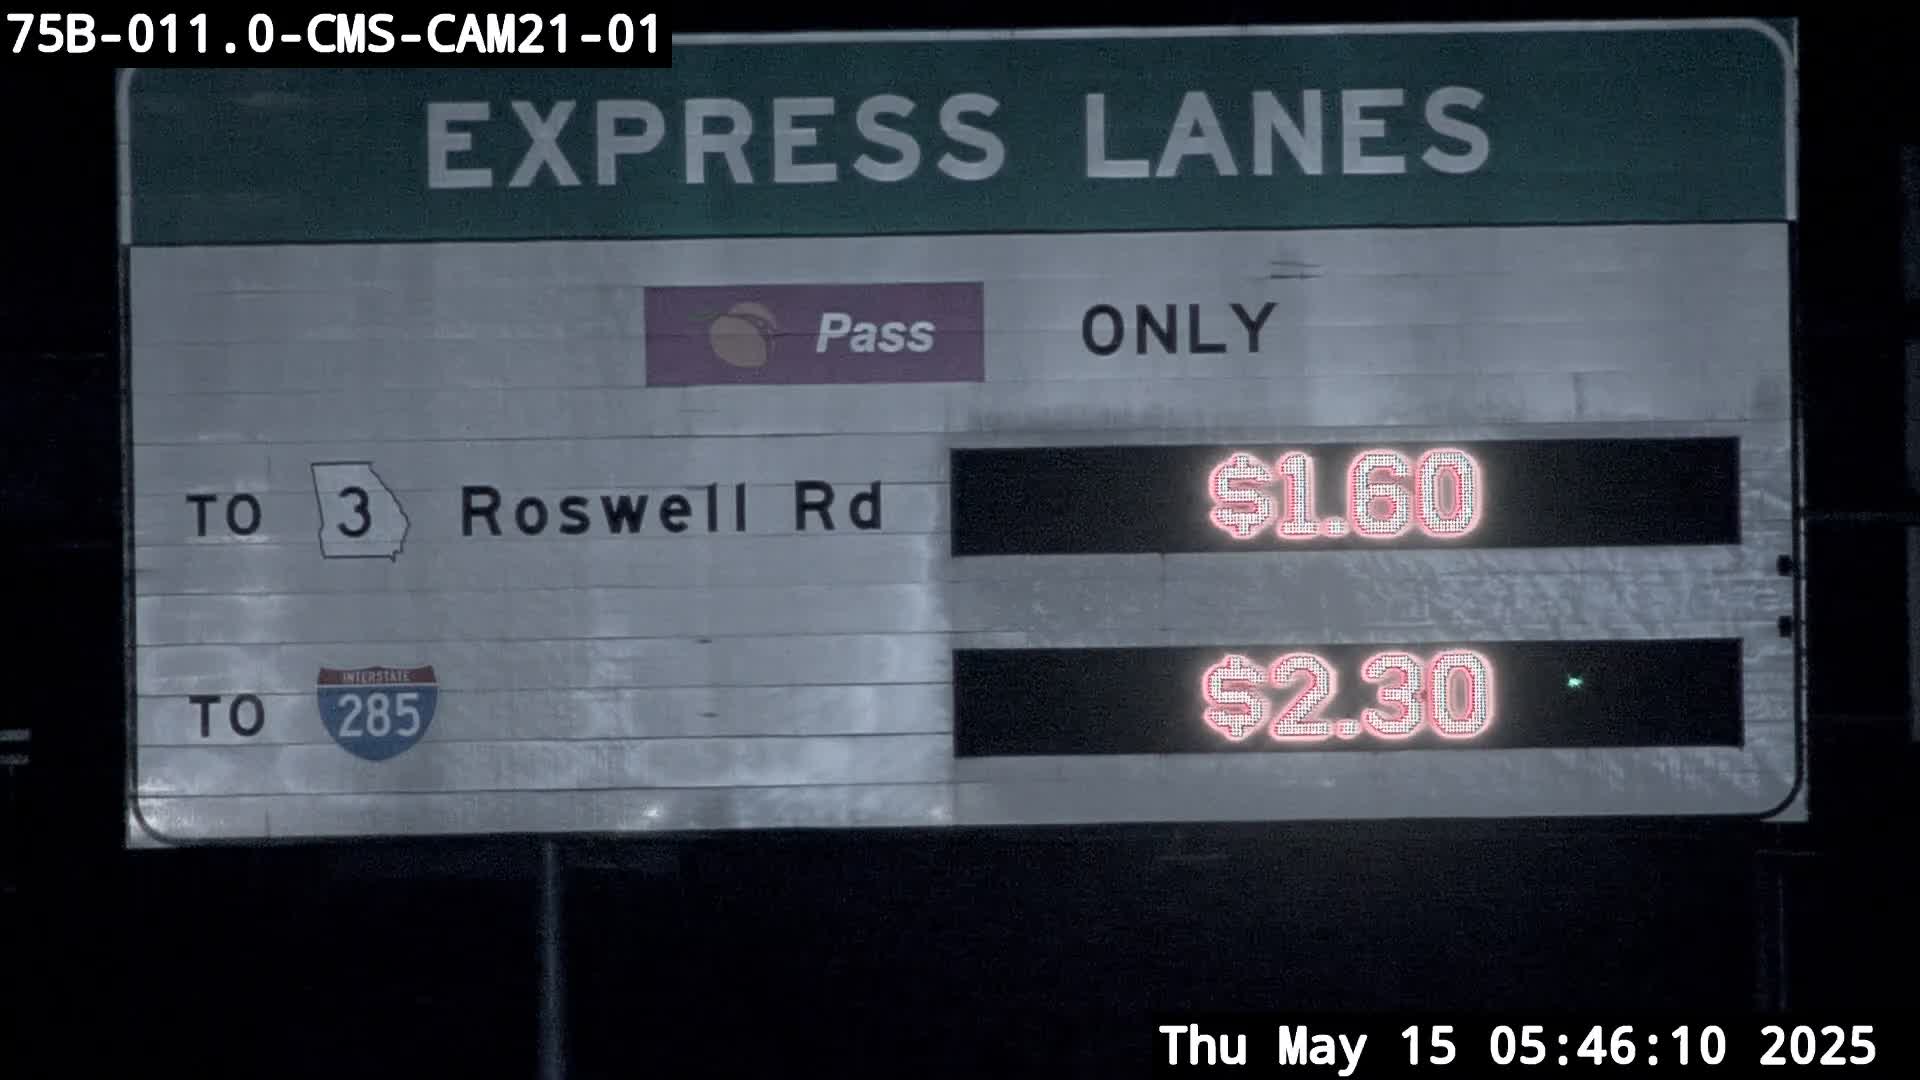 75B-011.0-CMS-CAM21-01
EXPRESS LANES
Pass ONLY
TO 3 Roswell Rd $1.60
INTERSTATE
TO 285 $2.30
Thu May 15 05:46:10 2025